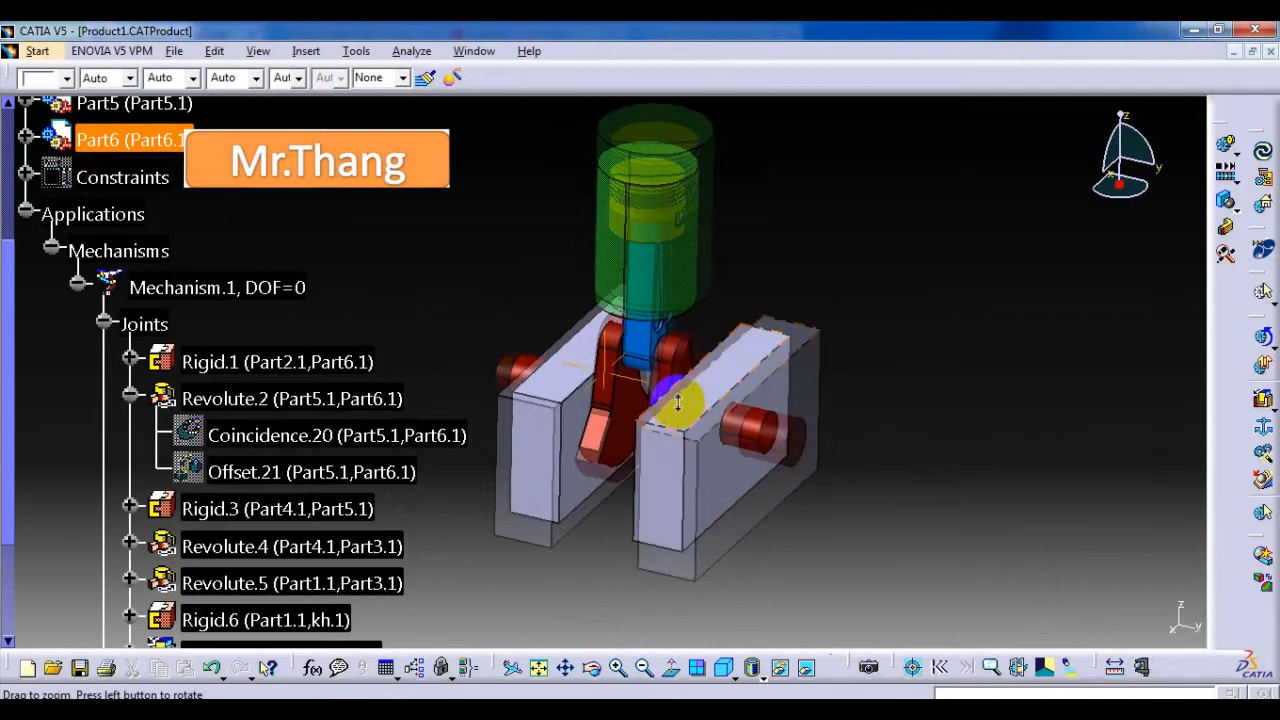 CATIA V5 - [Product1.CATProduct]
Start ENOVIA V5 VPM File Edit View Insert Tools Analyze Window Help
Auto Auto Auto Aut Aut None
Part5 (Part5.1)
Part6 (Part6.1
Mr.Thang
Constraints
Applications
Mechanisms
Mechanism.1, DOF=0
Joints
Rigid.1 (Part2.1,Part6.1)
Revolute.2 (Part5.1,Part6.1)
Coincidence.20 (Part5.1,Part6.1)
Offset.21 (Part5.1,Part6.1)
Rigid.3 (Part4.1,Part5.1)
Revolute.4 (Part4.1,Part3.1)
Revolute.5 (Part1.1,Part3.1)
Rigid.6 (Part1.1,kh.1)
z
y
x
z
x y
f(x)
CATIA
Drag to zoom Press left button to rotate